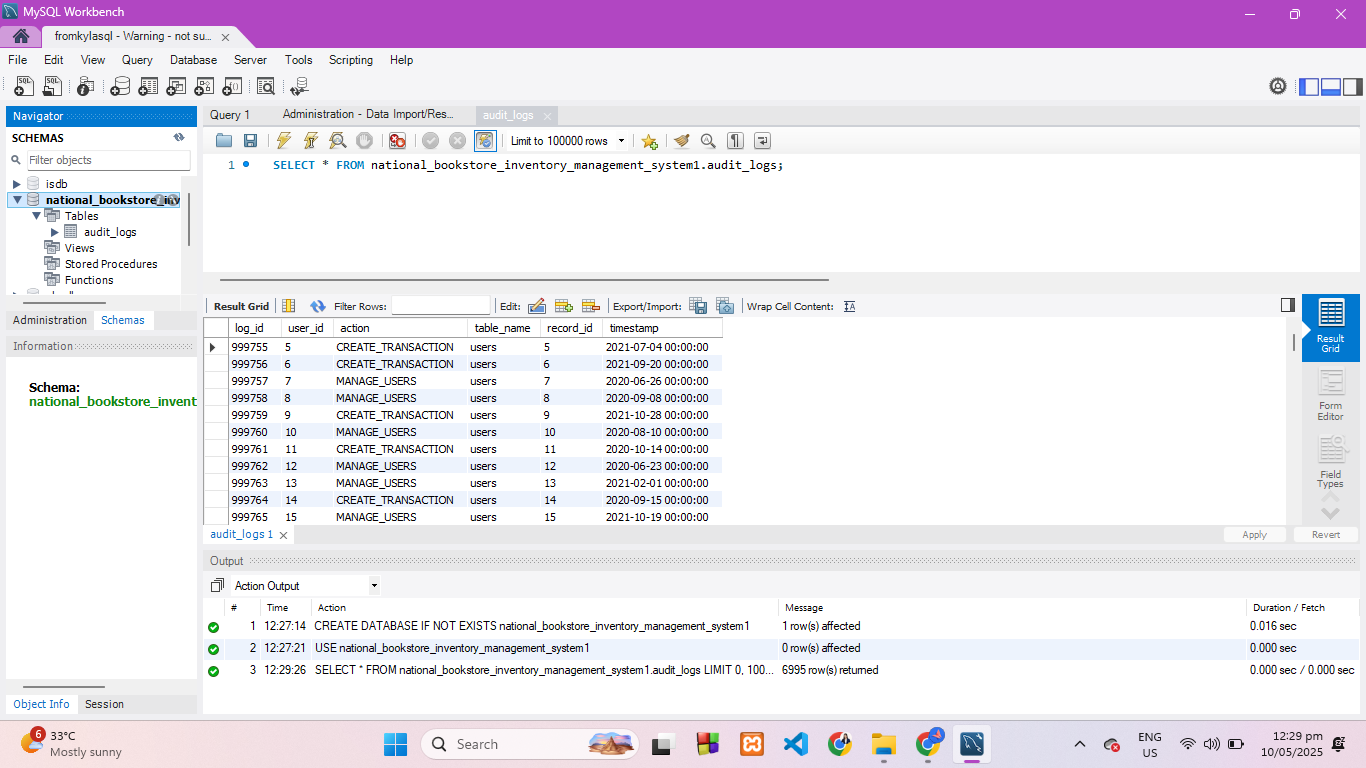 MySQL Workbench
fromkylasql - Warning - not su...
File Edit View Query Database Server Tools Scripting Help
Navigator
SCHEMAS
Filter objects
isdb
national_bookstore_inv
Tables
audit_logs
Views
Stored Procedures
Functions
Administration Schemas
Information
Schema:
national_bookstore_invent
Object Info Session
Query 1 Administration - Data Import/Res... audit_logs
Limit to 100000 rows
1 SELECT * FROM national_bookstore_inventory_management_system1.audit_logs;
Result Grid Filter Rows: Edit: Export/Import: Wrap Cell Content:
log_id user_id action table_name record_id timestamp
999755 5 CREATE_TRANSACTION users 5 2021-07-04 00:00:00
999756 6 CREATE_TRANSACTION users 6 2021-09-20 00:00:00
999757 7 MANAGE_USERS users 7 2020-06-26 00:00:00
999758 8 MANAGE_USERS users 8 2020-09-08 00:00:00
999759 9 CREATE_TRANSACTION users 9 2021-10-28 00:00:00
999760 10 MANAGE_USERS users 10 2020-08-10 00:00:00
999761 11 CREATE_TRANSACTION users 11 2020-10-14 00:00:00
999762 12 MANAGE_USERS users 12 2020-06-23 00:00:00
999763 13 MANAGE_USERS users 13 2021-02-01 00:00:00
999764 14 CREATE_TRANSACTION users 14 2020-09-15 00:00:00
999765 15 MANAGE_USERS users 15 2021-10-19 00:00:00
Result
Grid
Form
Editor
Field
Types
audit_logs 1 Apply Revert
Output
Action Output
# Time Action Message Duration / Fetch
1 12:27:14 CREATE DATABASE IF NOT EXISTS national_bookstore_inventory_management_system1 1 row(s) affected 0.016 sec
2 12:27:21 USE national_bookstore_inventory_management_system1 0 row(s) affected 0.000 sec
3 12:29:26 SELECT * FROM national_bookstore_inventory_management_system1.audit_logs LIMIT 0, 100... 6995 row(s) returned 0.000 sec / 0.000 sec
6
33°C
Mostly sunny
Search
ENG
US
12:29 pm
10/05/2025